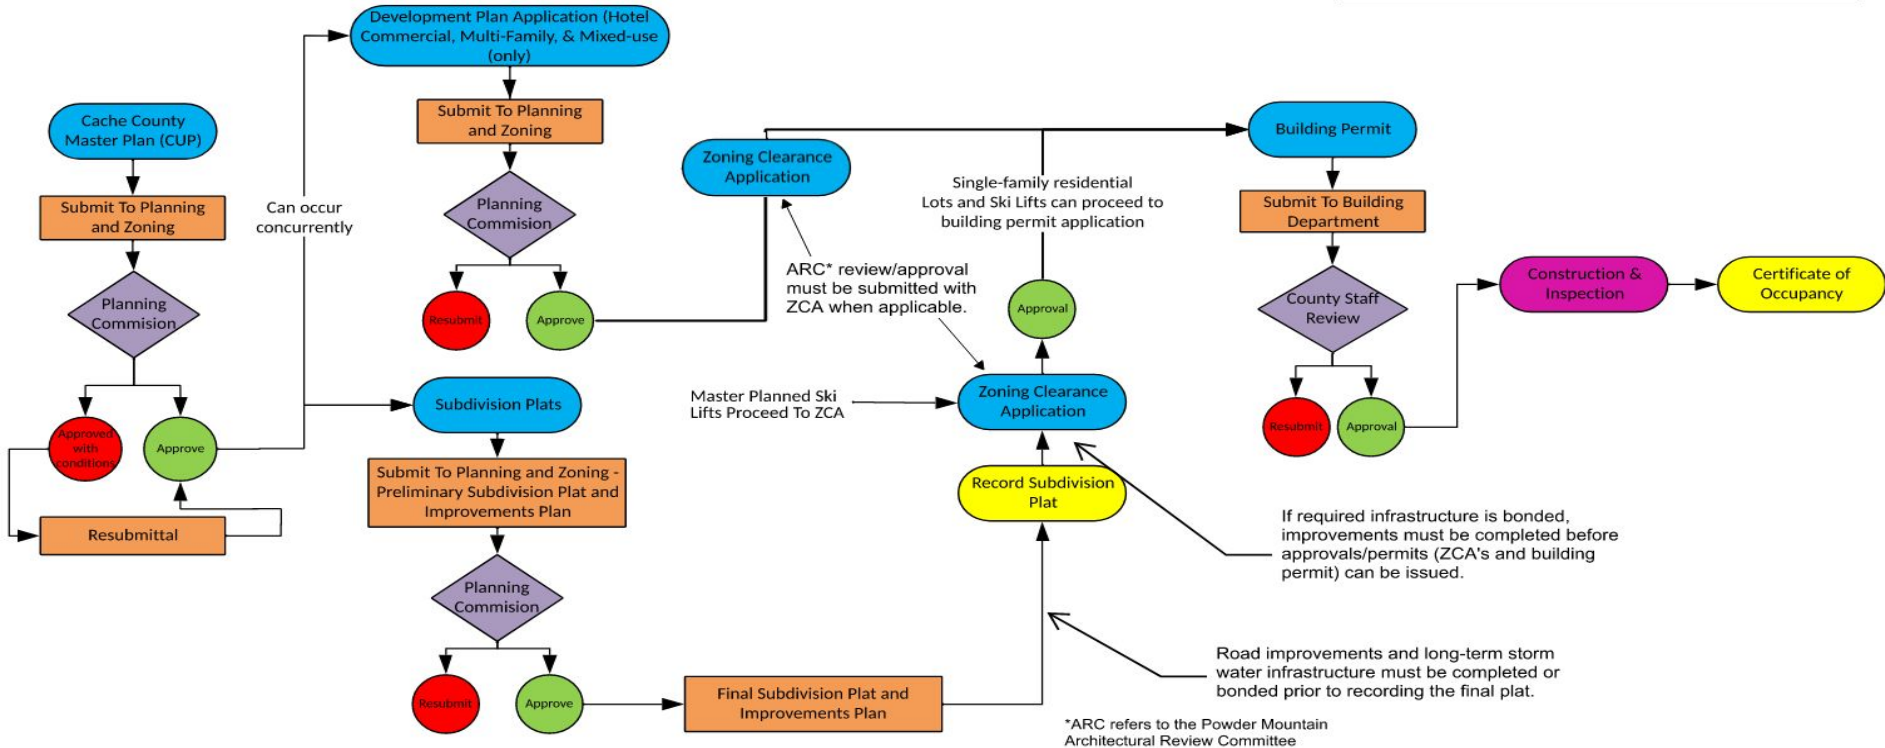 Development Plan Application (Hotel
Commercial, Multi-Family, & Mixed-use
(only)
Submit To Planning
and Zoning
Planning
Commision
Resubmit
Approve
Cache County
Master Plan (CUP)
Submit To Planning
and Zoning
Planning
Commision
Approved
with
conditions
Approve
Resubmittal
Can occur
concurrently
Zoning Clearance
Application
ARC* review/approval
must be submitted with
ZCA when applicable.
Single-family residential
Lots and Ski Lifts can proceed to
building permit application
Approval
Building Permit
Submit To Building
Department
County Staff
Review
Resubmit
Approval
Construction &
Inspection
Certificate of
Occupancy
Subdivision Plats
Submit To Planning and Zoning -
Preliminary Subdivision Plat and
Improvements Plan
Planning
Commision
Resubmit
Approve
Final Subdivision Plat and
Improvements Plan
Master Planned Ski
Lifts Proceed To ZCA
Zoning Clearance
Application
Record Subdivision
Plat
If required infrastructure is bonded,
improvements must be completed before
approvals/permits (ZCA's and building
permit) can be issued.
Road improvements and long-term storm
water infrastructure must be completed or
bonded prior to recording the final plat.
*ARC refers to the Powder Mountain
Architectural Review Committee